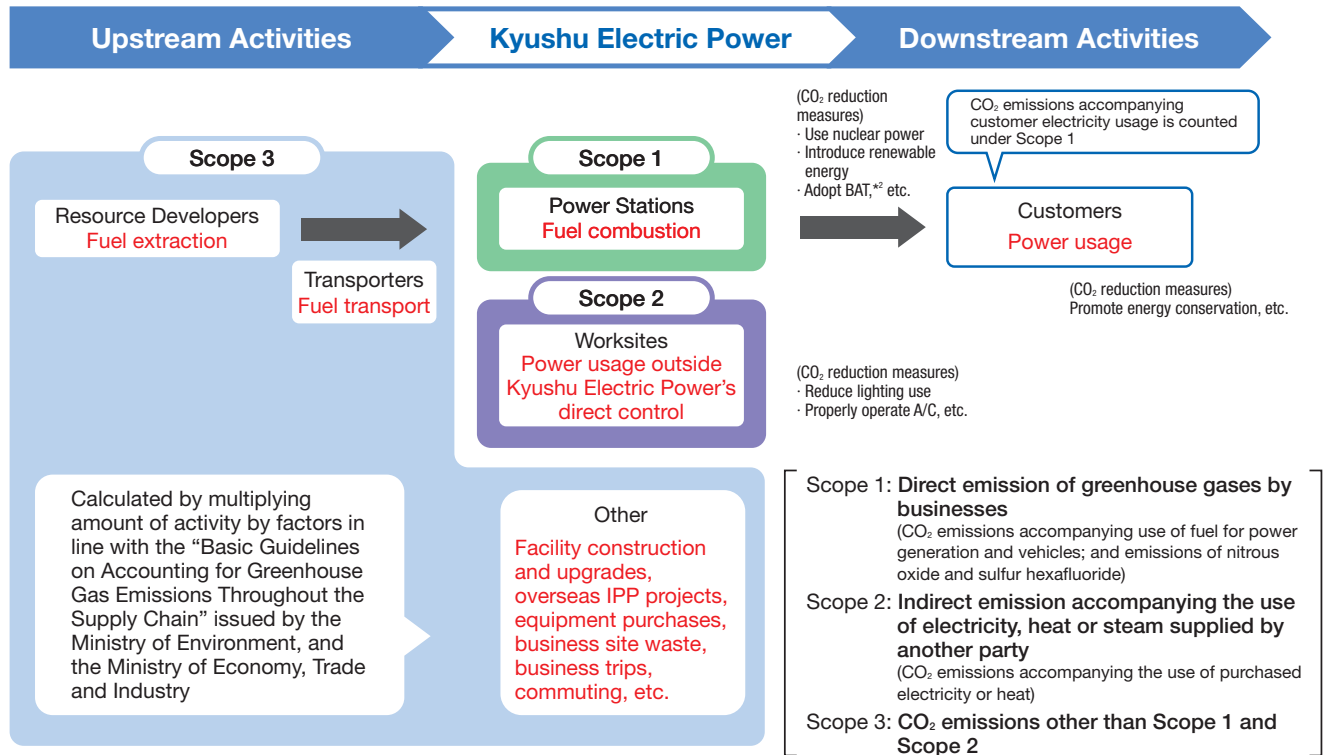 Upstream Activities
Kyushu Electric Power
Downstream Activities
Scope 3
Resource Developers
Fuel extraction
Transporters
Fuel transport
Scope 1
Power Stations
Fuel combustion
Scope 2
Worksites
Power usage outside
Kyushu Electric Power's
direct control
(CO₂ reduction
measures)
· Use nuclear power
· Introduce renewable
energy
· Adopt BAT,*² etc.
CO₂ emissions accompanying
customer electricity usage is counted
under Scope 1
Customers
Power usage
(CO₂ reduction measures)
Promote energy conservation, etc.
(CO₂ reduction measures)
· Reduce lighting use
· Properly operate A/C, etc.
Calculated by multiplying
amount of activity by factors in
line with the “Basic Guidelines
on Accounting for Greenhouse
Gas Emissions Throughout the
Supply Chain” issued by the
Ministry of Environment, and
the Ministry of Economy, Trade
and Industry
Other
Facility construction
and upgrades,
overseas IPP projects,
equipment purchases,
business site waste,
business trips,
commuting, etc.
Scope 1: Direct emission of greenhouse gases by
businesses
(CO₂ emissions accompanying use of fuel for power
generation and vehicles; and emissions of nitrous
oxide and sulfur hexafluoride)
Scope 2: Indirect emission accompanying the use
of electricity, heat or steam supplied by
another party
(CO₂ emissions accompanying the use of purchased
electricity or heat)
Scope 3: CO₂ emissions other than Scope 1 and
Scope 2